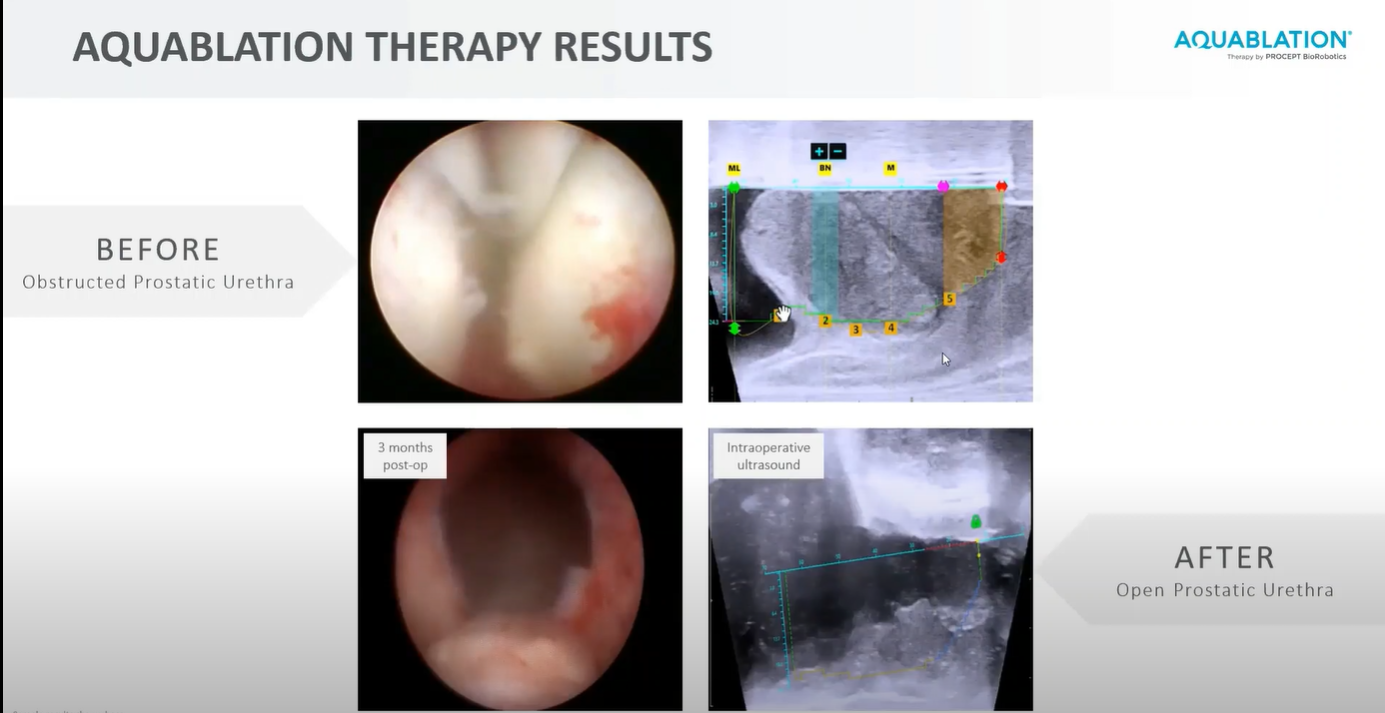 AQUABLATION THERAPY RESULTS
AQUABLATION®
Therapy by PROCEPT BioRobotics
BEFORE
Obstructed Prostatic Urethra
+ −
ML
BN
M
2
3
4
5
3 months
post-op
Intraoperative
ultrasound
AFTER
Open Prostatic Urethra